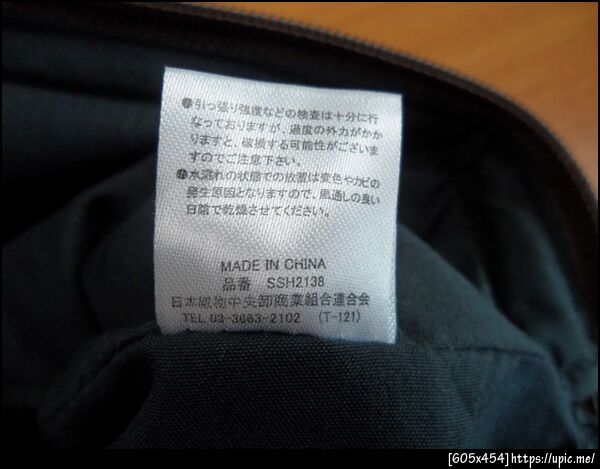 ●引っ張り強度などの検査は十分に行
なっておりますが、過度の外力がかか
りますと、破損する可能性がございま
すのでご注意下さい。
●水濡れの状態での放置は変色やカビの
発生原因となりますので、風通しの良い
日陰で乾燥させてください。
MADE IN CHINA
品番 SSH2138
日本織物中央卸商業組合連合会
TEL 03-3663-2102 (T-121)
[605x454]https://upic.me/